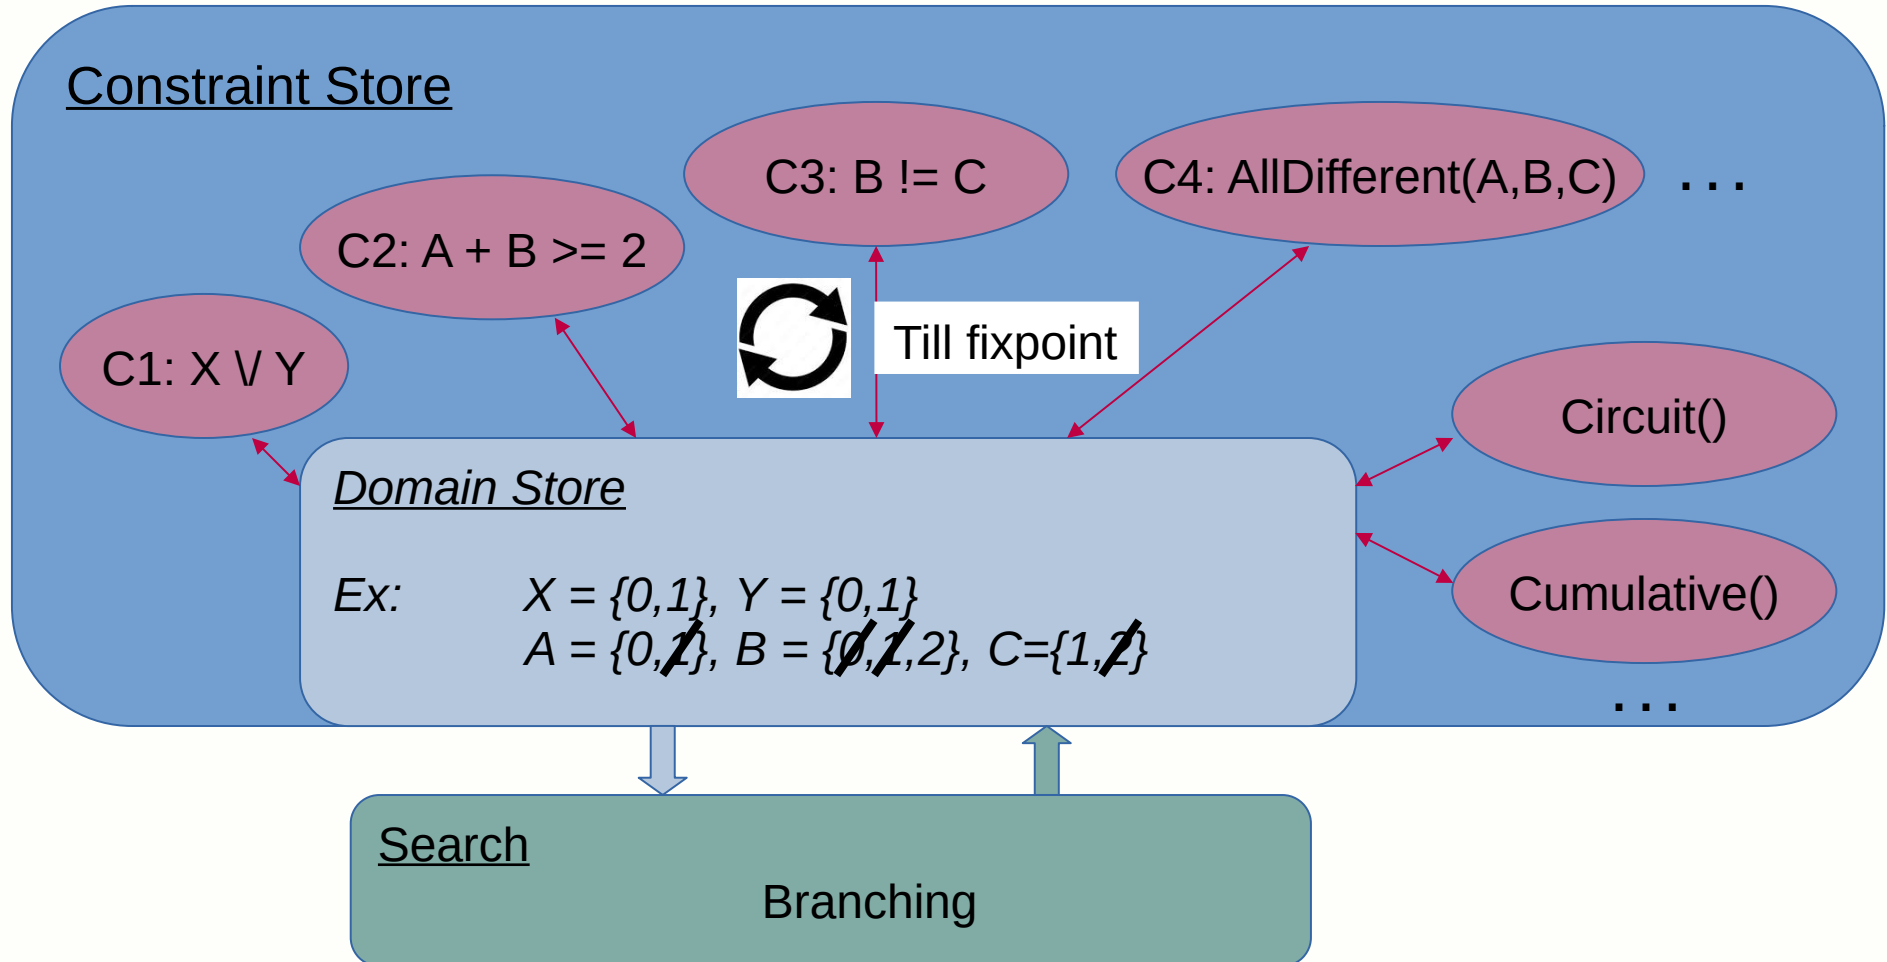 Constraint Store
C3: B != C
C4: AllDifferent(A,B,C)
...
C2: A + B >= 2
C1: X \/ Y
Till fixpoint
Circuit()
Domain Store
Ex: X = {0,1}, Y = {0,1}
A = {0,1}, B = {0,1,2}, C={1,2}
Cumulative()
...
Search
Branching